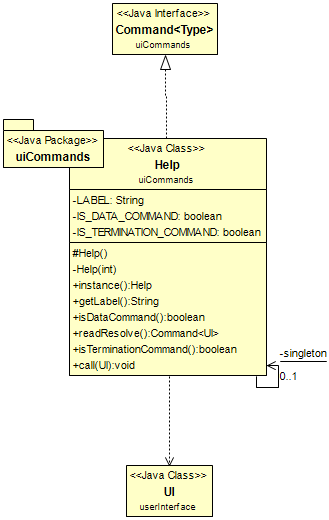 <<Java Interface>>
Command<Type>
uiCommands
<<Java Package>>
uiCommands
<<Java Class>>
Help
uiCommands
-LABEL: String
-IS_DATA_COMMAND: boolean
-IS_TERMINATION_COMMAND: boolean
#Help()
-Help(int)
+instance():Help
+getLabel():String
+isDataCommand():boolean
+readResolve():Command<UI>
+isTerminationCommand():boolean
+call(UI):void
-singleton
0..1
<<Java Class>>
UI
userInterface